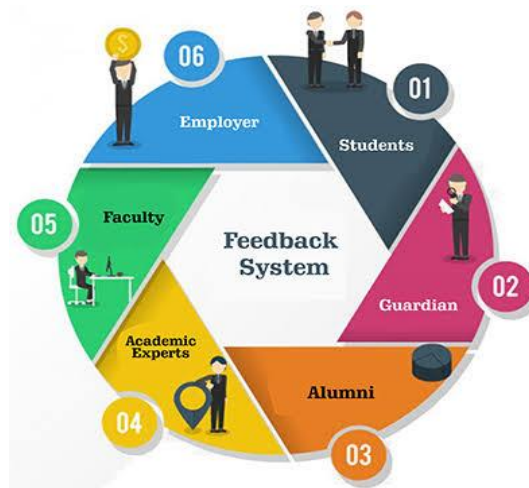 Feedback
System
01
Students
02
Guardian
03
Alumni
04
Academic
Experts
05
Faculty
06
Employer
$